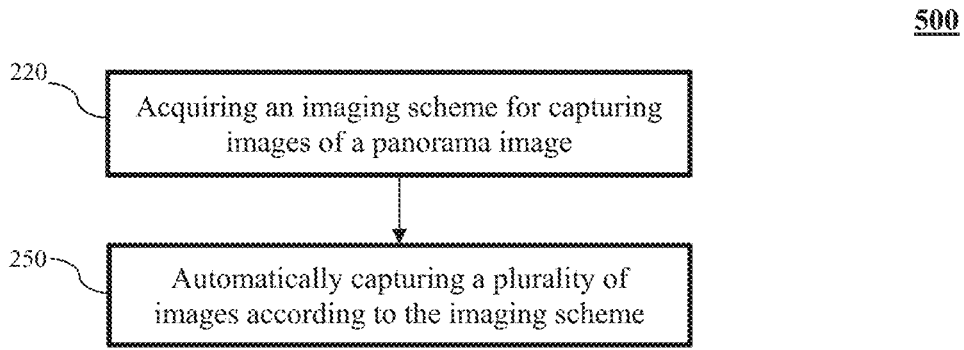 500
220
Acquiring an imaging scheme for capturing
images of a panorama image
250
Automatically capturing a plurality of
images according to the imaging scheme